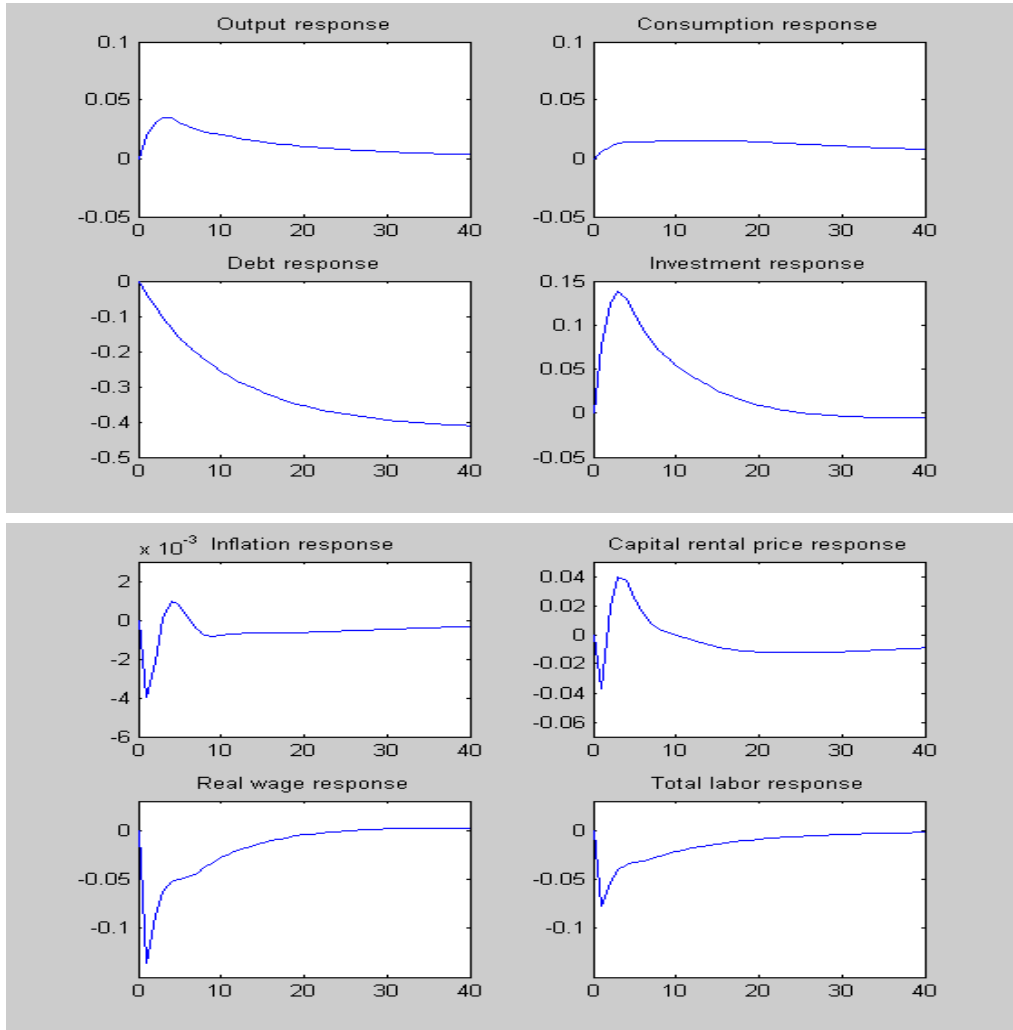 Output response
0.1
0.05
0
-0.05
0 10 20 30 40
Consumption response
0.1
0.05
0
-0.05
0 10 20 30 40
Debt response
0
-0.1
-0.2
-0.3
-0.4
-0.5
0 10 20 30 40
Investment response
0.15
0.1
0.05
0
-0.05
0 10 20 30 40
x 10-3 Inflation response
2
0
-2
-4
-6
0 10 20 30 40
Capital rental price response
0.04
0.02
0
-0.02
-0.04
-0.06
0 10 20 30 40
Real wage response
0
-0.05
-0.1
0 10 20 30 40
Total labor response
0
-0.05
-0.1
0 10 20 30 40